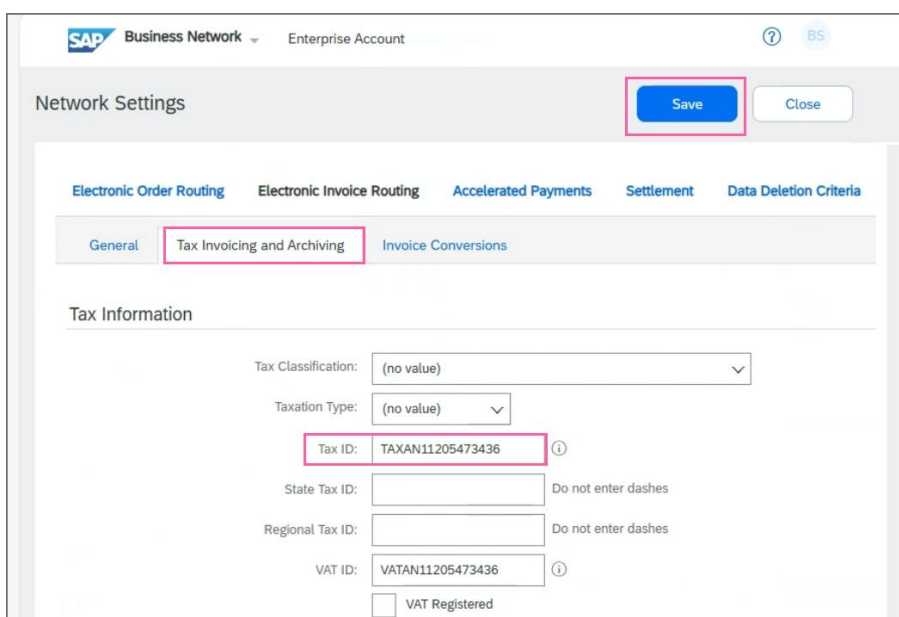 SAP Business Network Enterprise Account ? BS
Network Settings Save Close
Electronic Order Routing Electronic Invoice Routing Accelerated Payments Settlement Data Deletion Criteria
General Tax Invoicing and Archiving Invoice Conversions
Tax Information
Tax Classification: (no value)
Taxation Type: (no value)
Tax ID: TAXAN11205473436 i
State Tax ID: Do not enter dashes
Regional Tax ID: Do not enter dashes
VAT ID: VATAN11205473436 i
VAT Registered